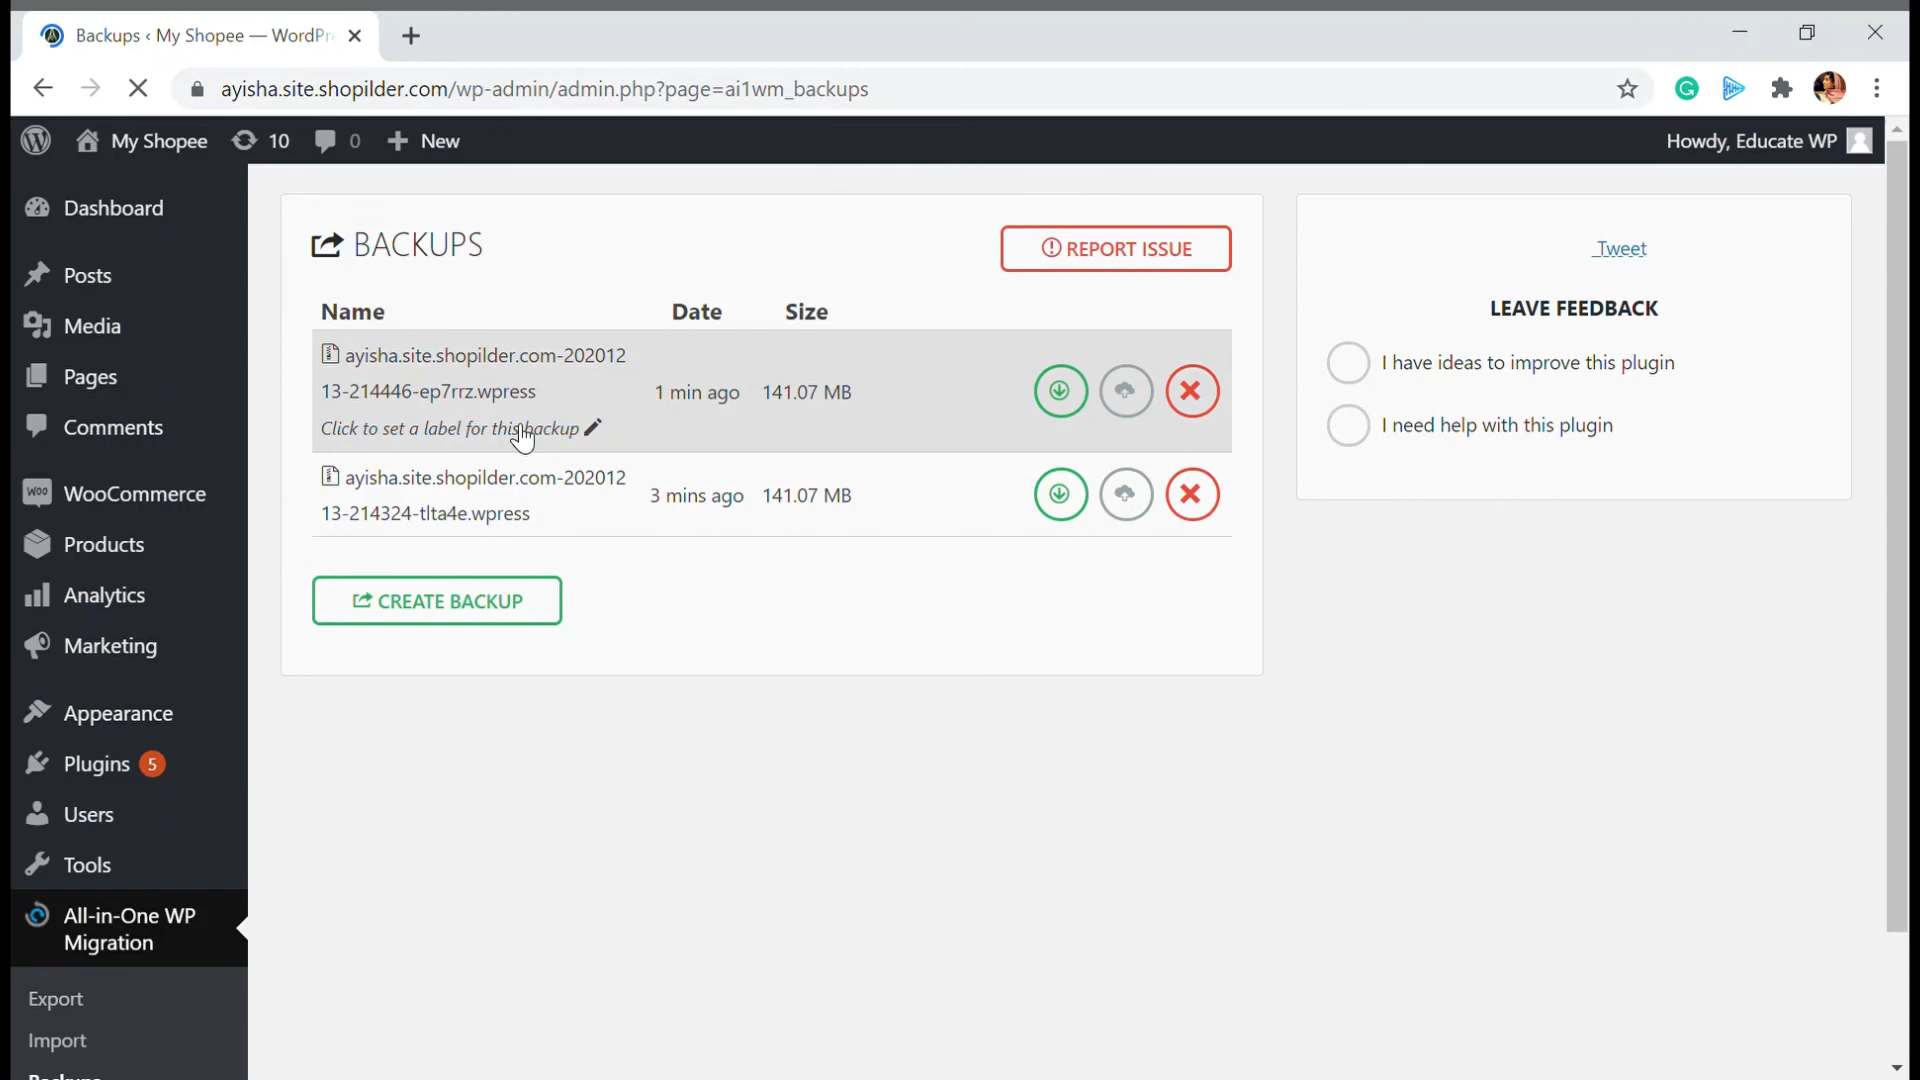 Backups ‹ My Shopee — WordPr
ayisha.site.shopilder.com/wp-admin/admin.php?page=ai1wm_backups
My Shopee 10 0 New
Howdy, Educate WP
Dashboard
Posts
Media
Pages
Comments
WooCommerce
Products
Analytics
Marketing
Appearance
Plugins 5
Users
Tools
All-in-One WP
Migration
Export
Import
Backups
BACKUPS
REPORT ISSUE
Name Date Size
ayisha.site.shopilder.com-202012
13-214446-ep7rrz.wpress 1 min ago 141.07 MB
Click to set a label for this backup
ayisha.site.shopilder.com-202012
13-214324-tlta4e.wpress 3 mins ago 141.07 MB
CREATE BACKUP
Tweet
LEAVE FEEDBACK
I have ideas to improve this plugin
I need help with this plugin